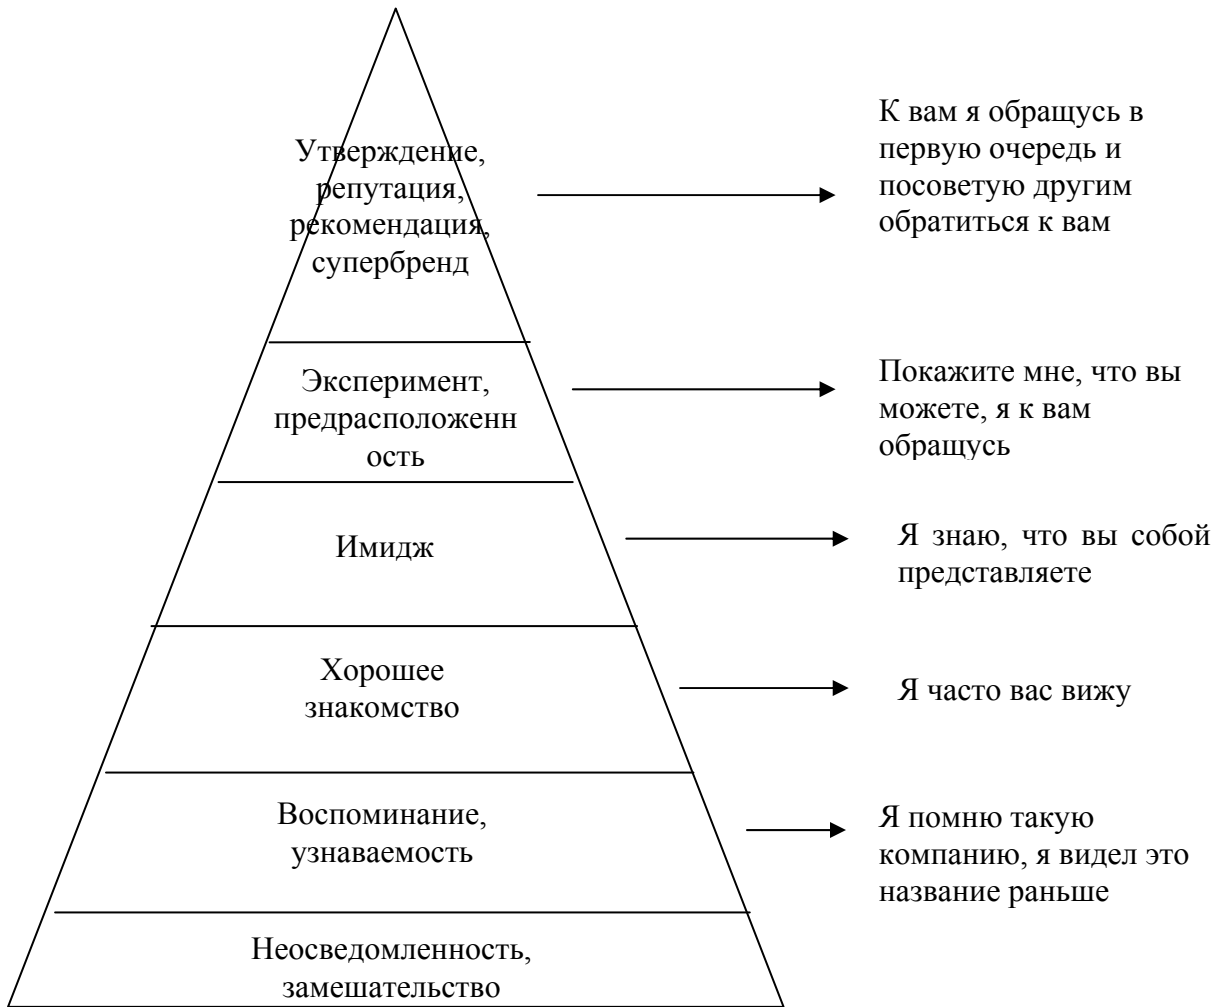 Утверждение,
репутация,
рекомендация,
супербренд
К вам я обращусь в
первую очередь и
посоветую другим
обратиться к вам
Эксперимент,
предрасположенн
ость
Покажите мне, что вы
можете, я к вам
обращусь
Имидж
Я знаю, что вы собой
представляете
Хорошее
знакомство
Я часто вас вижу
Воспоминание,
узнаваемость
Я помню такую
компанию, я видел это
название раньше
Неосведомленность,
замешательство